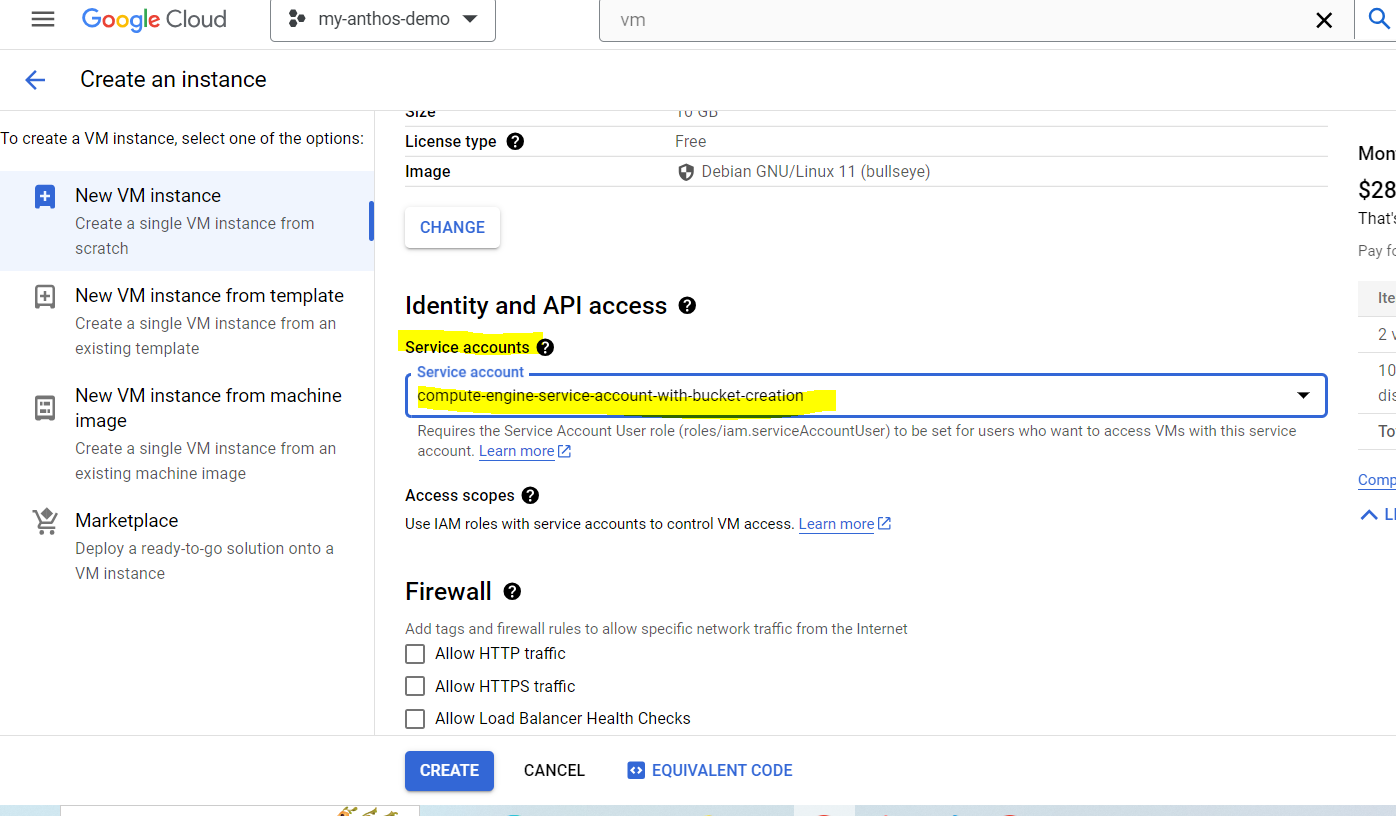 Google Cloud
my-anthos-demo
vm
Create an instance
To create a VM instance, select one of the options:
New VM instance
Create a single VM instance from
scratch
New VM instance from template
Create a single VM instance from an
existing template
New VM instance from machine
image
Create a single VM instance from an
existing machine image
Marketplace
Deploy a ready-to-go solution onto a
VM instance
Size 10 GB
License type Free
Image Debian GNU/Linux 11 (bullseye)
CHANGE
Identity and API access
Service accounts
Service account
compute-engine-service-account-with-bucket-creation
Requires the Service Account User role (roles/iam.serviceAccountUser) to be set for users who want to access VMs with this service
account. Learn more
Access scopes
Use IAM roles with service accounts to control VM access. Learn more
Firewall
Add tags and firewall rules to allow specific network traffic from the Internet
Allow HTTP traffic
Allow HTTPS traffic
Allow Load Balancer Health Checks
CREATE
CANCEL
EQUIVALENT CODE
Mon
$28
That's
Pay fo
Ite
2 v
10
dis
To
Comp
LE